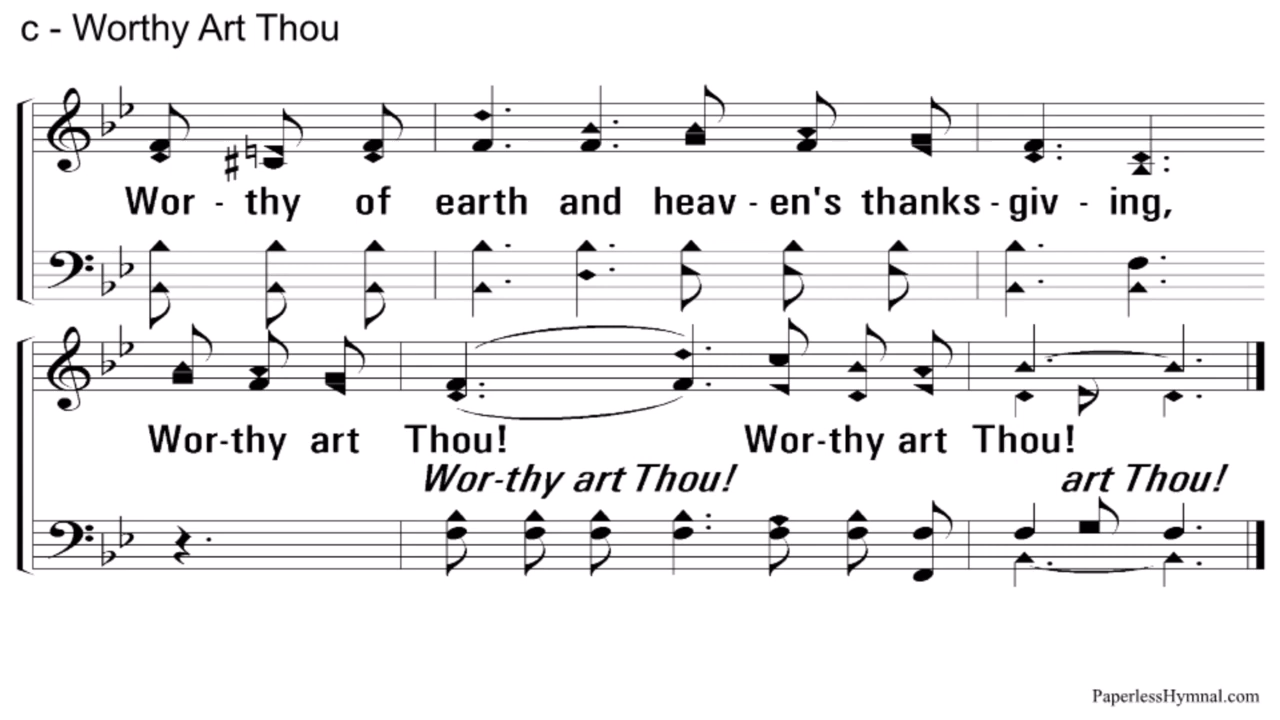 c - Worthy Art Thou
Wor - thy of earth and heav - en's thanks - giv - ing,
Wor-thy art Thou! Wor-thy art Thou!
Wor-thy art Thou! art Thou!
PaperlessHymnal.com